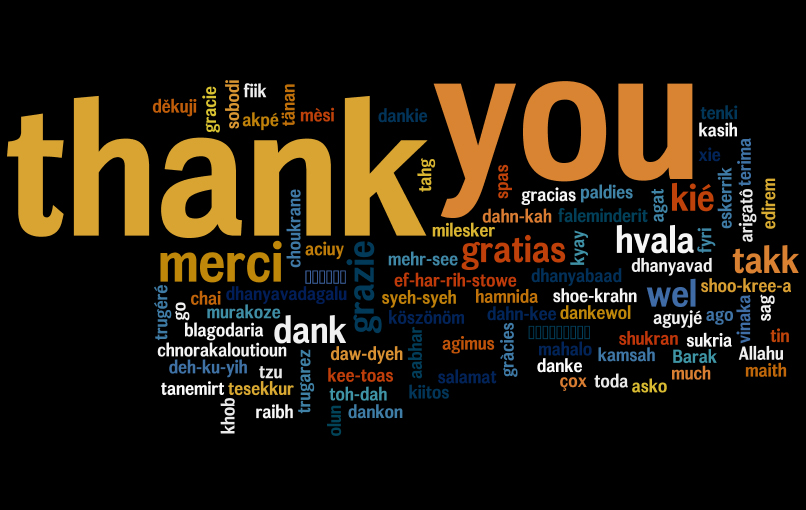 thank
you
děkuji
gracie
sobodi
fiik
akpé
tānan
mèsi
dankie
tenki
kasih
xie
terima
tahg
spas
gracias
paldies
agat
kié
eskerrik
arigatô
edirem
dahn-kah
faleminderit
milesker
choukrane
aciuy
merci
grazie
mehr-see
gratias
kyay
hvala
fyri
dhanyavad
takk
ef-har-rih-stowe
dhanyabaad
shoo-kree-a
trugéré
go
chai
dhanyavadagalu
syeh-syeh
hamnida
shoe-krahn
wel
vinaka
sag
murakoze
köszönöm
dahn-kee
dankewol
aguyjé
ago
blagodaria
dank
aabhar
agimus
gràcies
shukran
sukria
tin
chnorakaloutioun
daw-dyeh
mahalo
kamsah
Barak
Allahu
deh-ku-yih
tzu
trugarez
kee-toas
salamat
danke
much
maith
tanemirt
tesekkur
toh-dah
kiitos
çox
toda
asko
khob
raibh
olun
dankon